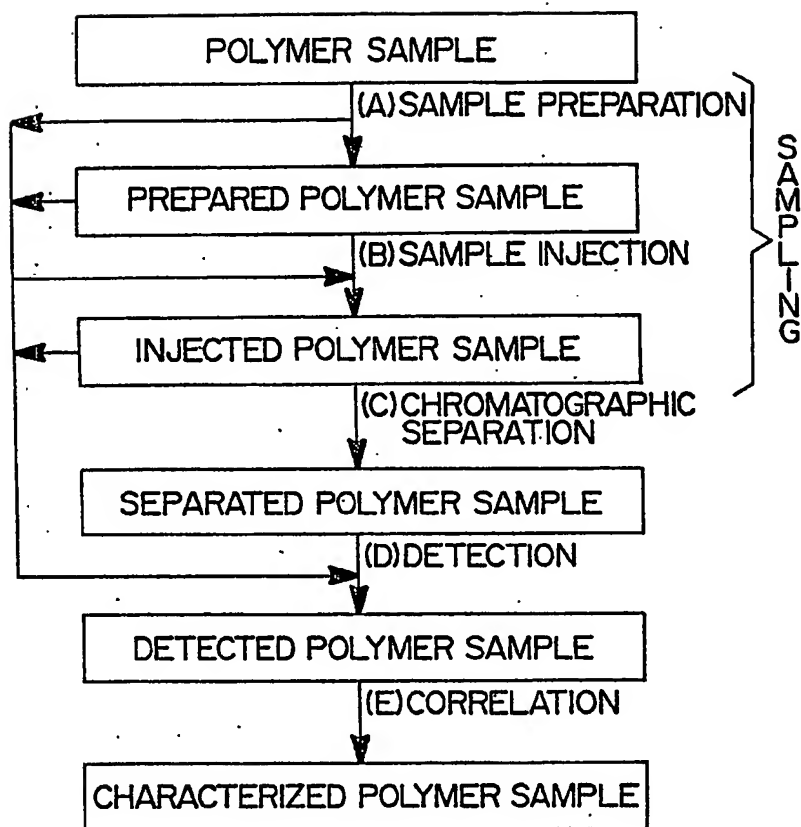 POLYMER SAMPLE
(A) SAMPLE PREPARATION
PREPARED POLYMER SAMPLE
(B) SAMPLE INJECTION
INJECTED POLYMER SAMPLE
(C) CHROMATOGRAPHIC
SEPARATION
SEPARATED POLYMER SAMPLE
(D) DETECTION
DETECTED POLYMER SAMPLE
(E) CORRELATION
CHARACTERIZED POLYMER SAMPLE
SAMPLING